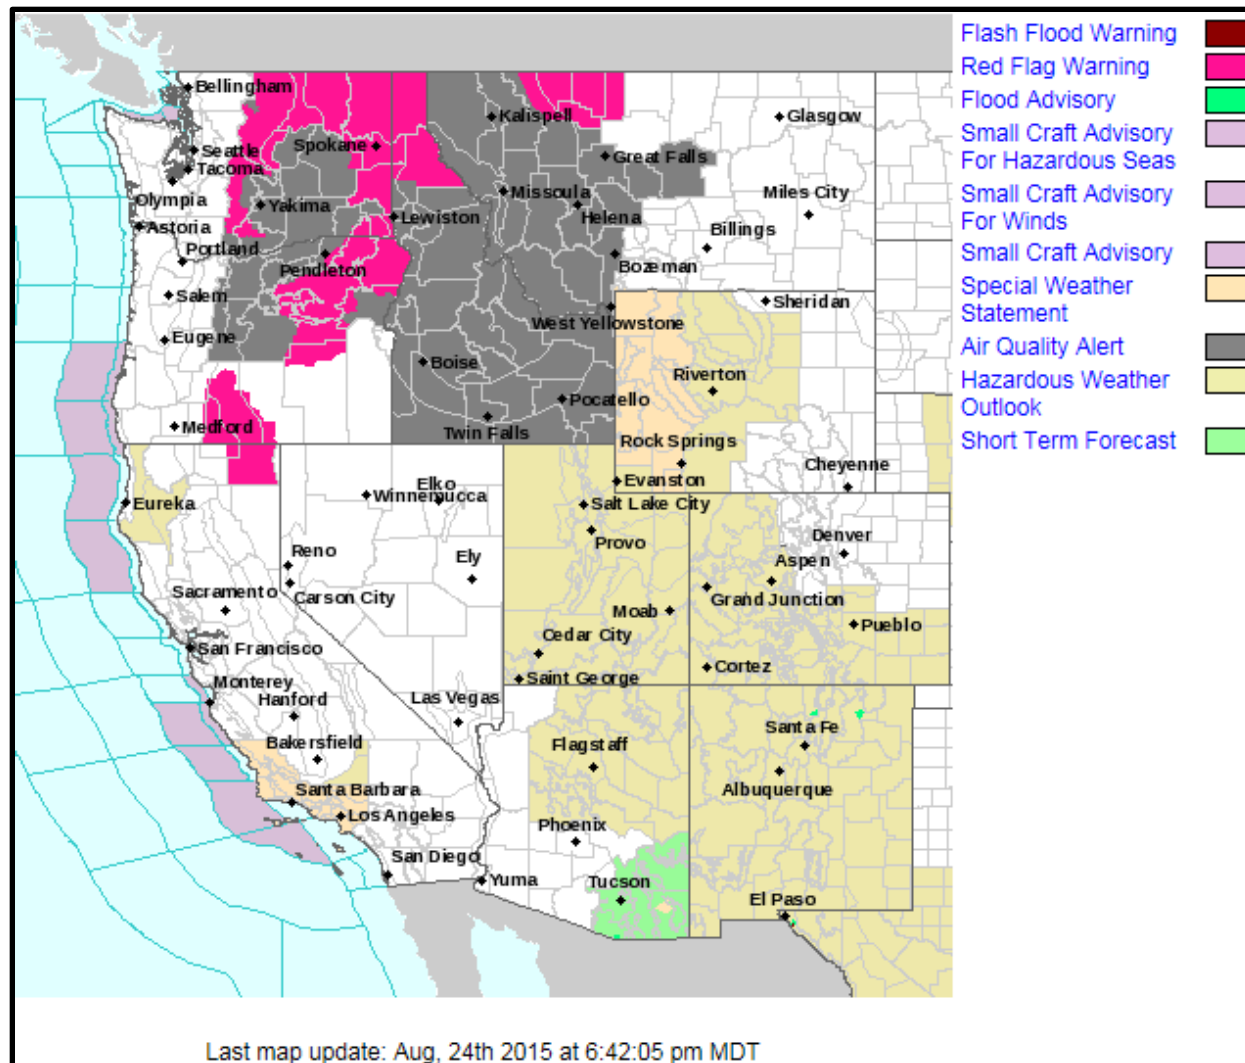 Flash Flood Warning
Red Flag Warning
Flood Advisory
Small Craft Advisory
For Hazardous Seas
Small Craft Advisory
For Winds
Small Craft Advisory
Special Weather
Statement
Air Quality Alert
Hazardous Weather
Outlook
Short Term Forecast
Bellingham
Kalispell
Glasgow
Seattle
Spokane
Great Falls
Tacoma
Olympia
Missoula
Miles City
Yakima
Lewiston
Helena
Astoria
Portland
Billings
Pendleton
Bozeman
Salem
Sheridan
West Yellowstone
Eugene
Boise
Riverton
Pocatello
Medford
Twin Falls
Rock Springs
Cheyenne
Evanston
Elko
Winnemucca
Eureka
Salt Lake City
Provo
Denver
Reno
Ely
Aspen
Sacramento
Carson City
Grand Junction
Moab
Pueblo
Cedar City
San Francisco
Cortez
Saint George
Monterey
Hanford
Las Vegas
Santa Fe
Bakersfield
Flagstaff
Santa Barbara
Albuquerque
Los Angeles
Phoenix
San Diego
Yuma
Tucson
El Paso
Last map update: Aug, 24th 2015 at 6:42:05 pm MDT